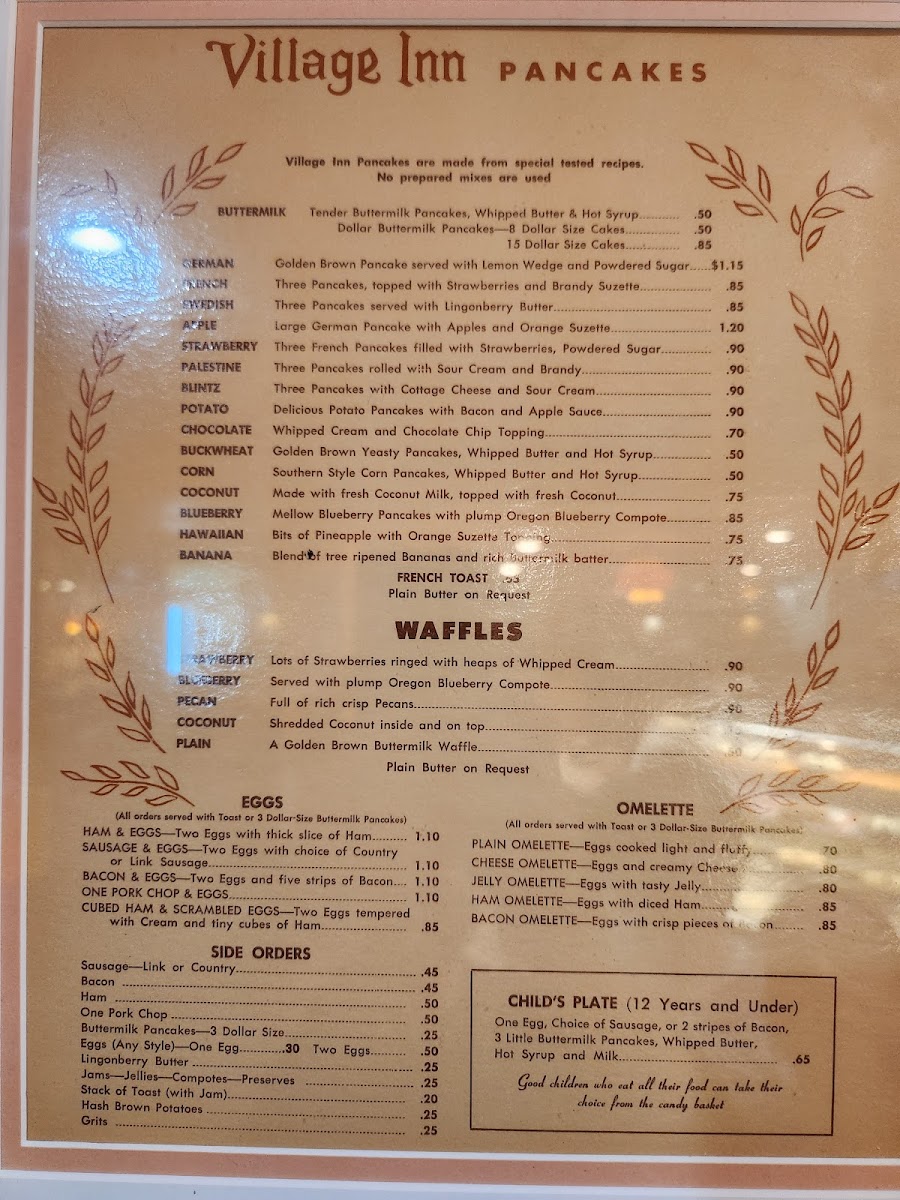 Village Inn PANCAKES
Village Inn Pancakes are made from special tested recipes.
No prepared mixes are used
BUTTERMILK Tender Buttermilk Pancakes, Whipped Butter & Hot Syrup.......... .50
Dollar Buttermilk Pancakes—8 Dollar Size Cakes............. .50
15 Dollar Size Cakes............. .85
GERMAN Golden Brown Pancake served with Lemon Wedge and Powdered Sugar......$1.15
FRENCH Three Pancakes, topped with Strawberries and Brandy Suzette................. .85
SWEDISH Three Pancakes served with Lingonberry Butter........................................ .85
APPLE Large German Pancake with Apples and Orange Suzette......................... 1.20
STRAWBERRY Three French Pancakes filled with Strawberries, Powdered Sugar............ .90
PALESTINE Three Pancakes rolled with Sour Cream and Brandy................................ .90
BLINTZ Three Pancakes with Cottage Cheese and Sour Cream............................. .90
POTATO Delicious Potato Pancakes with Bacon and Apple Sauce........................... .90
CHOCOLATE Whipped Cream and Chocolate Chip Topping.......................................... .70
BUCKWHEAT Golden Brown Yeasty Pancakes, Whipped Butter and Hot Syrup.............. .50
CORN Southern Style Corn Pancakes, Whipped Butter and Hot Syrup................. .50
COCONUT Made with fresh Coconut Milk, topped with fresh Coconut....................... .75
BLUEBERRY Mellow Blueberry Pancakes with plump Oregon Blueberry Compote.......... .85
HAWAIIAN Bits of Pineapple with Orange Suzette Topping........................................ .75
BANANA Blend of tree ripened Bananas and rich Buttermilk batter......................... .75
FRENCH TOAST
Plain Butter on Request
WAFFLES
STRAWBERRY Lots of Strawberries ringed with heaps of Whipped Cream....................... .90
BLUEBERRY Served with plump Oregon Blueberry Compote....................................... .90
PECAN Full of rich crisp Pecans....................................................................... .90
COCONUT Shredded Coconut inside and on top......................................................
PLAIN A Golden Brown Buttermilk Waffle........................................................
Plain Butter on Request
EGGS
(All orders served with Toast or 3 Dollar-Size Buttermilk Pancakes)
HAM & EGGS—Two Eggs with thick slice of Ham......... 1.10
SAUSAGE & EGGS—Two Eggs with choice of Country
or Link Sausage.................................................... 1.10
BACON & EGGS—Two Eggs and five strips of Bacon.... 1.10
ONE PORK CHOP & EGGS............................................ 1.10
CUBED HAM & SCRAMBLED EGGS—Two Eggs tempered
with Cream and tiny cubes of Ham...................... .85
SIDE ORDERS
Sausage—Link or Country............................................. .45
Bacon ........................................................................ .45
Ham .......................................................................... .50
One Pork Chop ........................................................... .50
Buttermilk Pancakes—3 Dollar Size............................... .25
Eggs (Any Style)—One Egg............30 Two Eggs......... .50
Lingonberry Butter ...................................................... .25
Jams—Jellies—Compotes—Preserves ........................... .25
Stack of Toast (with Jam)............................................. .20
Hash Brown Potatoes ................................................... .25
Grits .......................................................................... .25
OMELETTE
(All orders served with Toast or 3 Dollar-Size Buttermilk Pancakes)
PLAIN OMELETTE—Eggs cooked light and fluffy............ 70
CHEESE OMELETTE—Eggs and creamy Cheese............. .80
JELLY OMELETTE—Eggs with tasty Jelly....................... .80
HAM OMELETTE—Eggs with diced Ham....................... .85
BACON OMELETTE—Eggs with crisp pieces of Bacon........ .85
CHILD'S PLATE (12 Years and Under)
One Egg, Choice of Sausage, or 2 stripes of Bacon,
3 Little Buttermilk Pancakes, Whipped Butter,
Hot Syrup and Milk........................................ .65
Good children who eat all their food can take their
choice from the candy basket